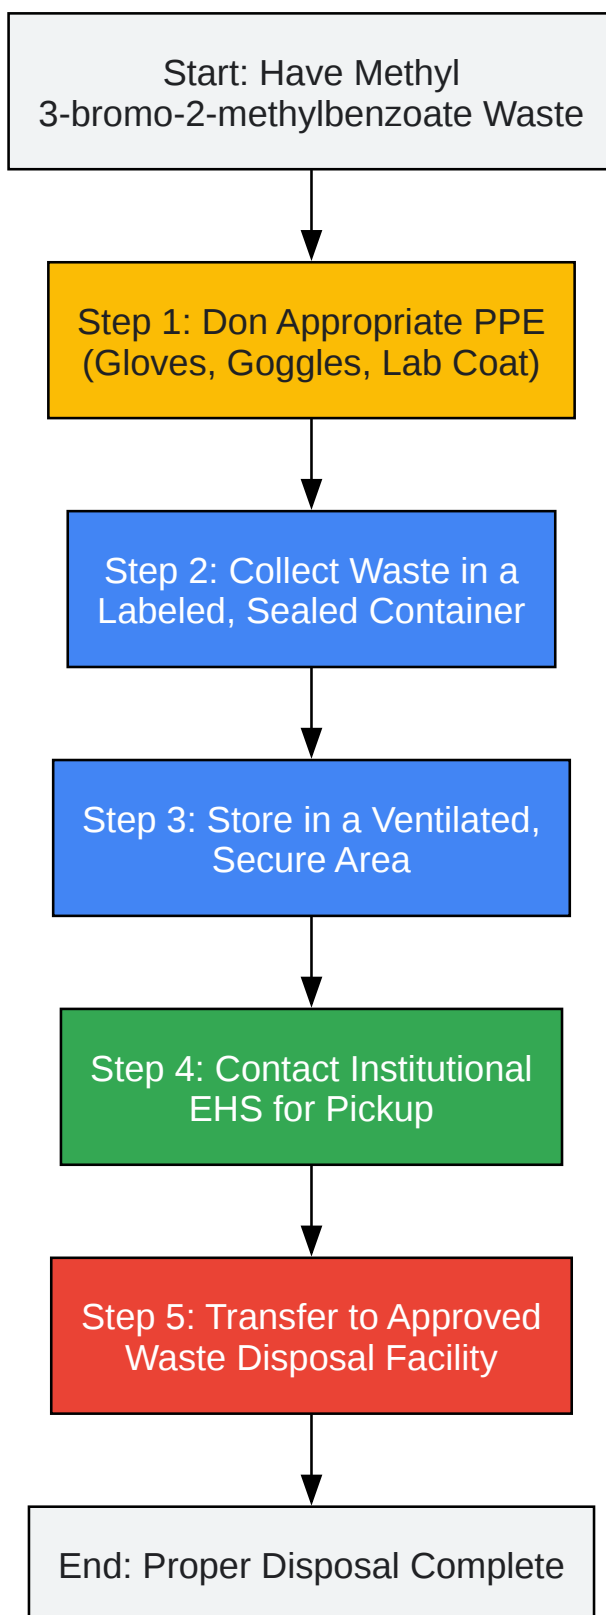 Start: Have Methyl
3-bromo-2-methylbenzoate Waste
Step 1: Don Appropriate PPE
(Gloves, Goggles, Lab Coat)
Step 2: Collect Waste in a
Labeled, Sealed Container
Step 3: Store in a Ventilated,
Secure Area
Step 4: Contact Institutional
EHS for Pickup
Step 5: Transfer to Approved
Waste Disposal Facility
End: Proper Disposal Complete